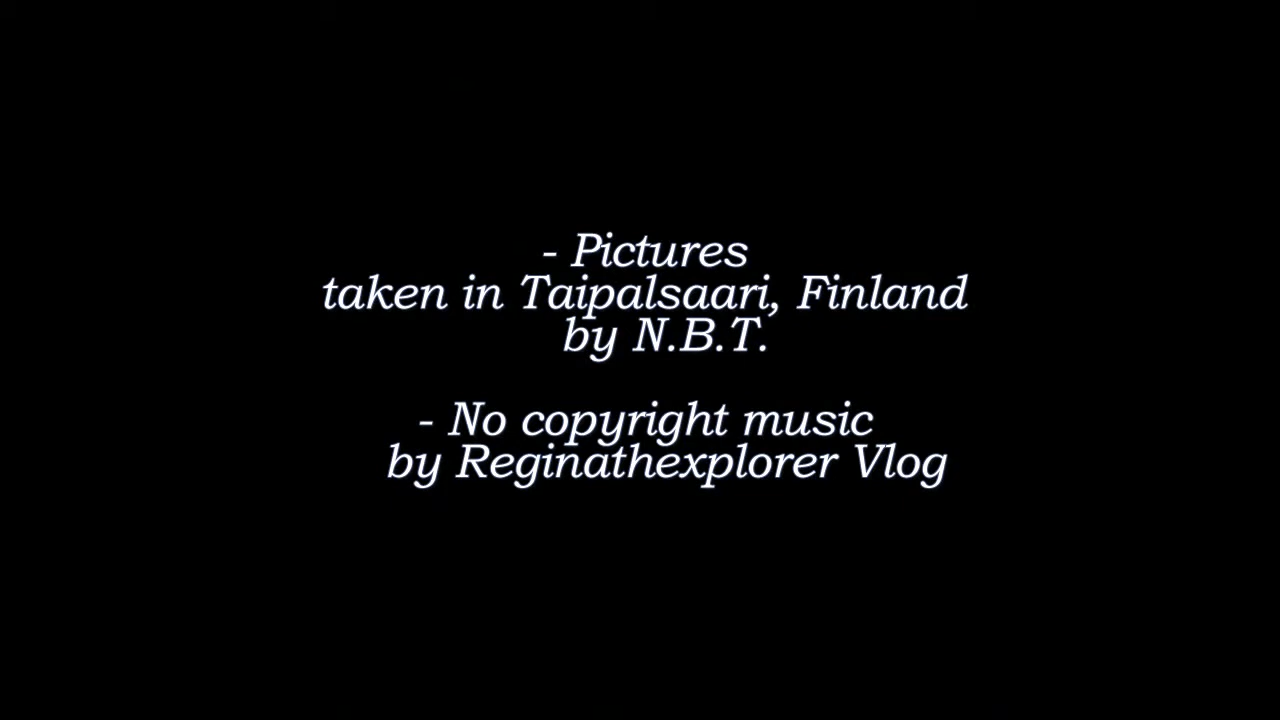 - Pictures
taken in Taipalsaari, Finland
by N.B.T.
- No copyright music
by Reginathexplorer Vlog